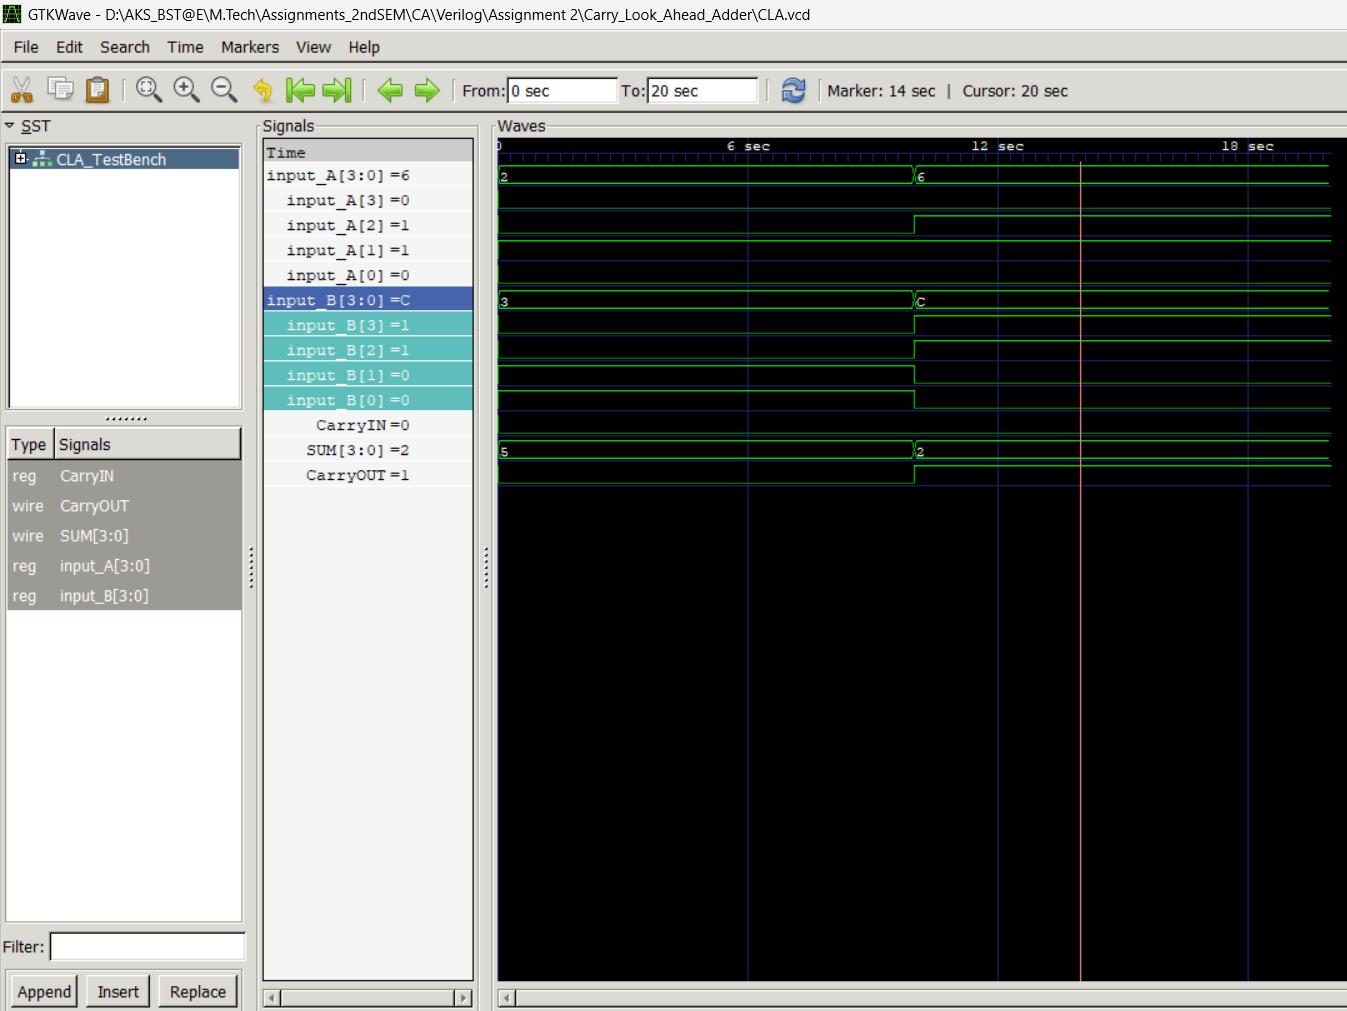 GTKWave - D:\AKS_BST@E\M.Tech\Assignments_2ndSEM\CA\Verilog\Assignment 2\Carry_Look_Ahead_Adder\CLA.vcd
File Edit Search Time Markers View Help
From: 0 sec To: 20 sec Marker: 14 sec | Cursor: 20 sec
SST
CLA_TestBench
Type Signals
reg CarryIN
wire CarryOUT
wire SUM[3:0]
reg input_A[3:0]
reg input_B[3:0]
Filter:
Append Insert Replace
Signals
Time
input_A[3:0] =6
input_A[3] =0
input_A[2] =1
input_A[1] =1
input_A[0] =0
input_B[3:0] =C
input_B[3] =1
input_B[2] =1
input_B[1] =0
input_B[0] =0
CarryIN =0
SUM[3:0] =2
CarryOUT =1
Waves
0 6 sec 12 sec 18 sec
2 6
3 C
5 2